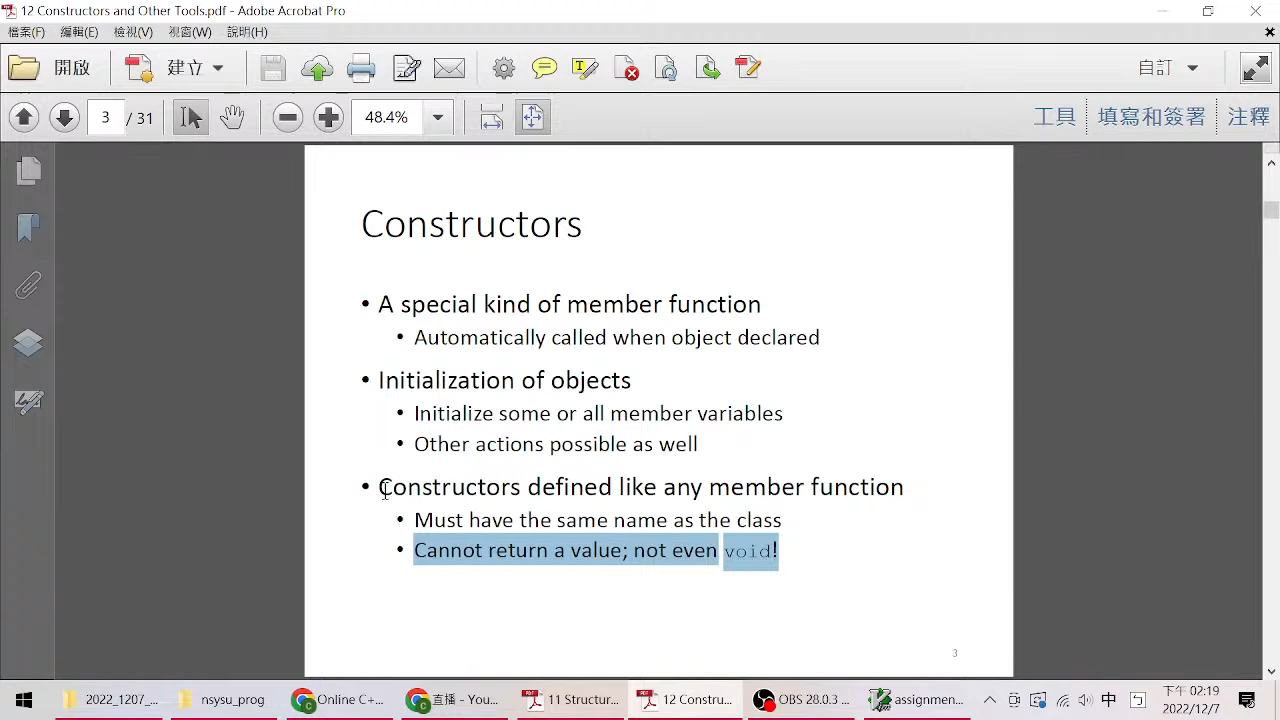 12 Constructors and Other Tools.pdf - Adobe Acrobat Pro
檔案(F) 編輯(E) 檢視(V) 視窗(W) 說明(H)
開啟 建立 自訂
3 / 31 48.4% 工具 填寫和簽署 注釋
Constructors
• A special kind of member function
• Automatically called when object declared
• Initialization of objects
• Initialize some or all member variables
• Other actions possible as well
• Constructors defined like any member function
• Must have the same name as the class
• Cannot return a value; not even void!
3
2022_1207_... nsysu_prog Online C+... 直播 - You... 11 Structur... 12 Constru... OBS 28.0.3 ... assignmen... 中 下午 02:19
2022/12/7